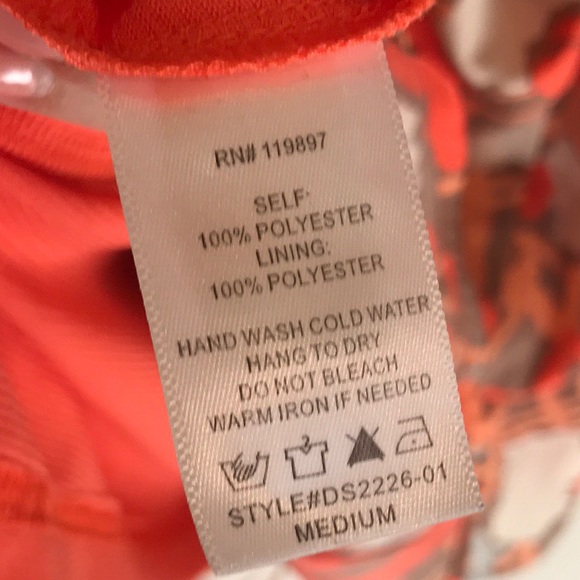 RN# 119897
SELF:
100% POLYESTER
LINING:
100% POLYESTER
HAND WASH COLD WATER
HANG TO DRY
DO NOT BLEACH
WARM IRON IF NEEDED
STYLE#DS2226-01
MEDIUM